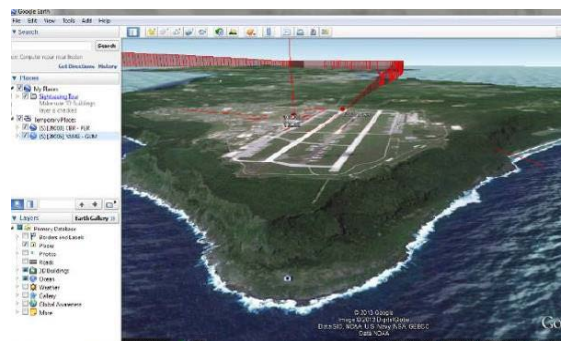 Google Earth
File Edit View Tools Add Help
Search
Search
Get Directions History
Places
My Places
Sightseeing Tour
Make sure 3D Buildings
layer is checked
Temporary Places
Layers
Earth Gallery
Primary Database
Borders and Labels
Places
Photos
Roads
3D Buildings
Ocean
Weather
Gallery
Global Awareness
More
© 2013 Google
Image © 2013 DigitalGlobe
Data SIO, NOAA, U.S. Navy, NGA, GEBCO
Data NOAA
Go